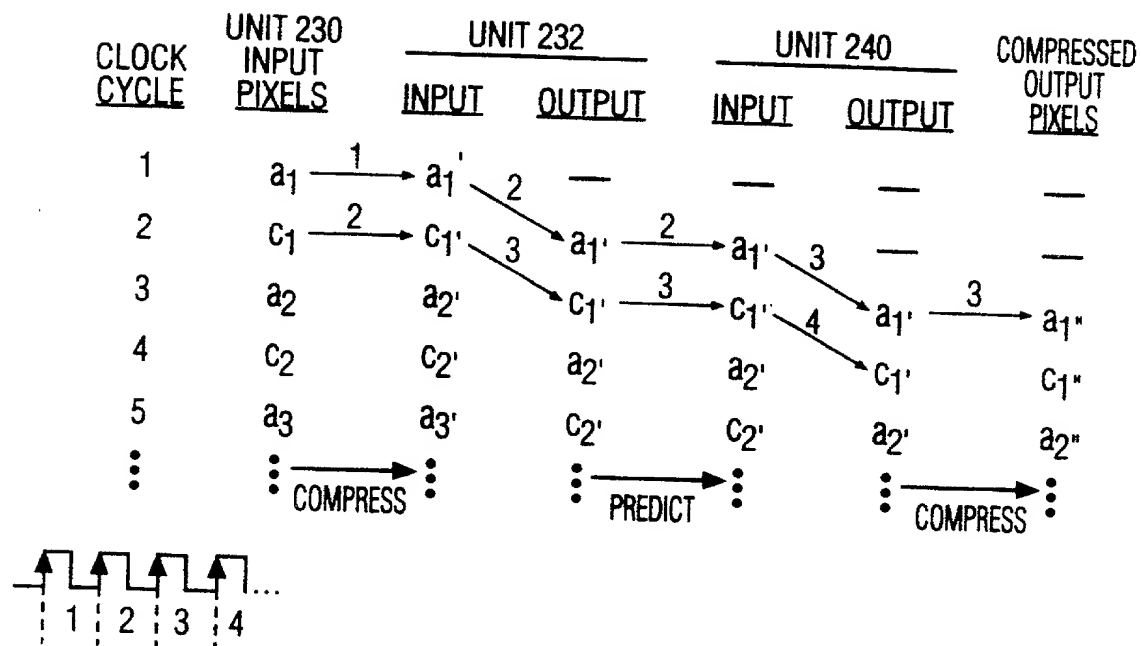 CLOCK CYCLE
UNIT 230 INPUT PIXELS
UNIT 232
INPUT OUTPUT
UNIT 240
INPUT OUTPUT
COMPRESSED OUTPUT PIXELS
1 a1 1 a1' 2 — — — —
2 c1 2 c1' 3 a1' 2 a1' 3 — —
3 a2 a2' c1' 3 c1' 4 a1' 3 a1"
4 c2 c2' a2' a2' c1' c1"
5 a3 a3' c2' c2' a2' a2"
COMPRESS PREDICT COMPRESS
1 2 3 4 ...